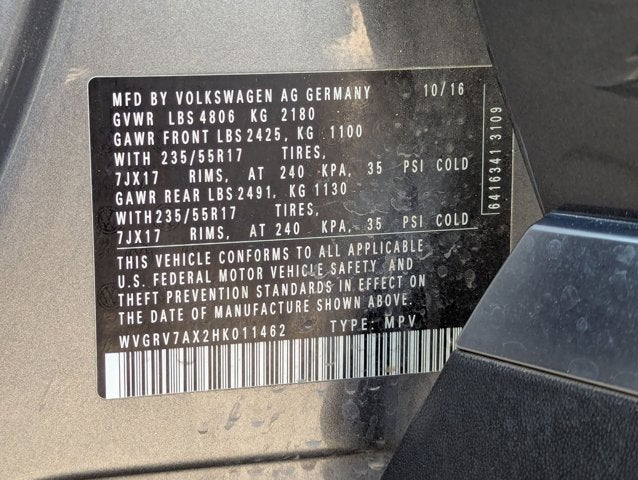 MFD BY VOLKSWAGEN AG GERMANY 10/16
GVWR LBS 4806 KG 2180
GAWR FRONT LBS 2425, KG 1100
WITH 235/55R17 TIRES,
7JX17 RIMS, AT 240 KPA, 35 PSI COLD
GAWR REAR LBS 2491, KG 1130
WITH235/55R17 TIRES,
7JX17 RIMS, AT 240 KPA, 35 PSI COLD
THIS VEHICLE CONFORMS TO ALL APPLICABLE
U.S. FEDERAL MOTOR VEHICLE SAFETY AND
THEFT PREVENTION STANDARDS IN EFFECT ON
THE DATE OF MANUFACTURE SHOWN ABOVE.
WVGRV7AX2HK011462 TYPE: MPV
6416341 3109